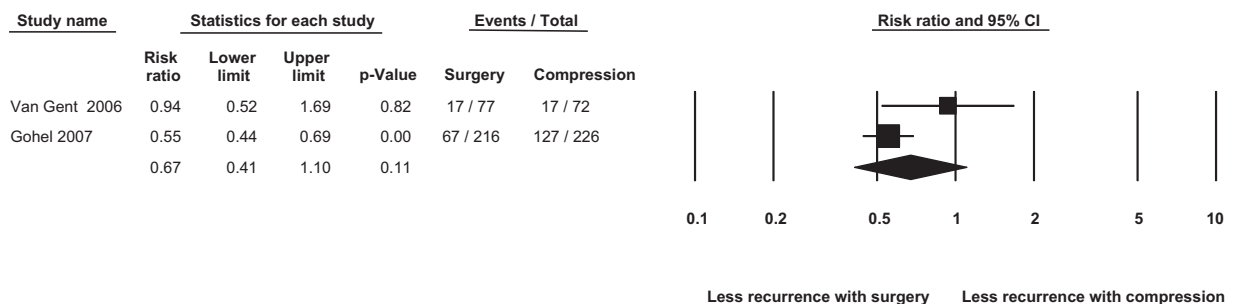 Study name Statistics for each study Events / Total Risk ratio and 95% CI
Risk ratio Lower limit Upper limit p-Value Surgery Compression
Van Gent 2006 0.94 0.52 1.69 0.82 17 / 77 17 / 72
Gohel 2007 0.55 0.44 0.69 0.00 67 / 216 127 / 226
0.67 0.41 1.10 0.11
0.1 0.2 0.5 1 2 5 10
Less recurrence with surgery Less recurrence with compression